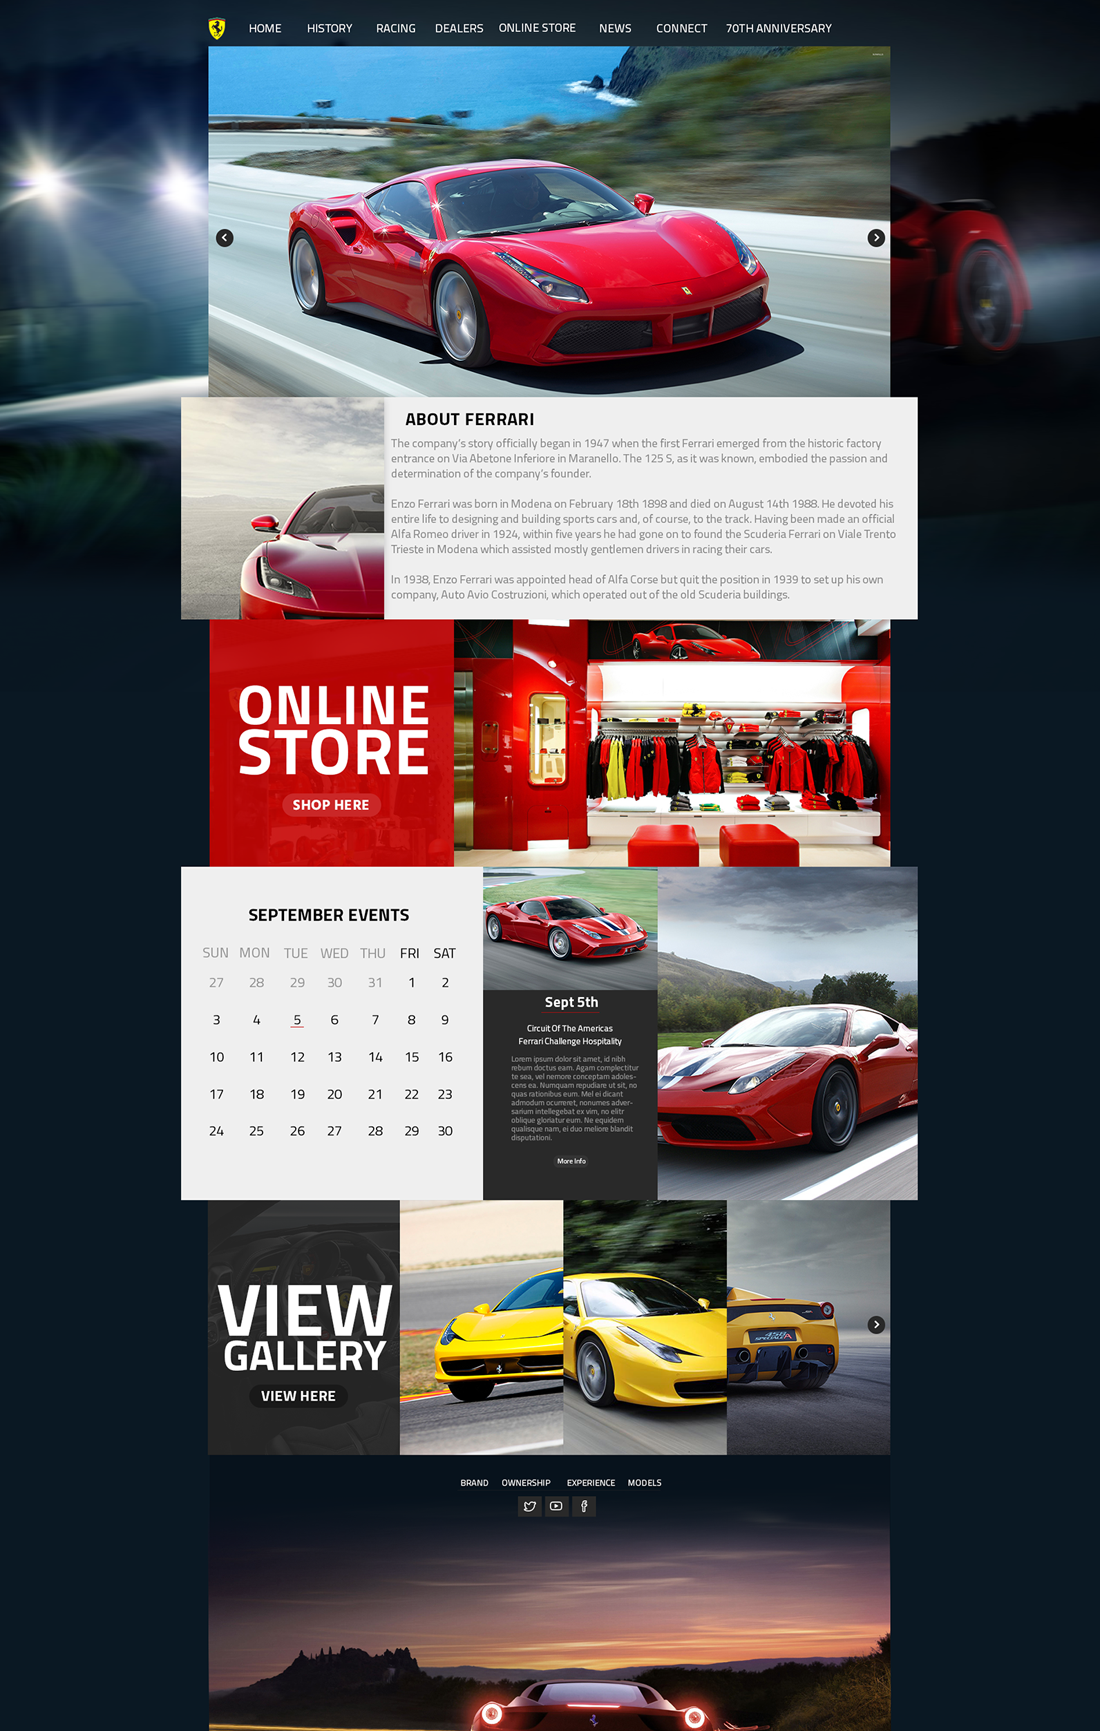 HOME HISTORY RACING DEALERS ONLINE STORE NEWS CONNECT 70TH ANNIVERSARY
ABOUT FERRARI
The company's story officially began in 1947 when the first Ferrari emerged from the historic factory
entrance on Via Abetone Inferiore in Maranello. The 125 S, as it was known, embodied the passion and
determination of the company's founder.
Enzo Ferrari was born in Modena on February 18th 1898 and died on August 14th 1988. He devoted his
entire life to designing and building sports cars and, of course, to the track. Having been made an official
Alfa Romeo driver in 1924, within five years he had gone on to found the Scuderia Ferrari on Viale Trento
Trieste in Modena which assisted mostly gentlemen drivers in racing their cars.
In 1938, Enzo Ferrari was appointed head of Alfa Corse but quit the position in 1939 to set up his own
company, Auto Avio Costruzioni, which operated out of the old Scuderia buildings.
ONLINE
STORE
SHOP HERE
SEPTEMBER EVENTS
SUN MON TUE WED THU FRI SAT
27 28 29 30 31 1 2
3 4 5 6 7 8 9
10 11 12 13 14 15 16
17 18 19 20 21 22 23
24 25 26 27 28 29 30
Sept 5th
Circuit Of The Americas
Ferrari Challenge Hospitality
Lorem ipsum dolor sit amet, id nibh
rebum doctus eam. Agam complectitur
te sea, vel nemore conceptam adoles-
cens ea. Numquam repudiare ut sit, no
quas rationibus eum. Mel ei dicant
admodum ocurreret, nonumes adver-
sarium intellegebat ex vim, no elitr
oblique gloriatur eum. Ne equidem
qualisque nam, ei duo meliore blandit
disputationi.
More Info
VIEW
GALLERY
VIEW HERE
458
SPECIALE A
BRAND OWNERSHIP EXPERIENCE MODELS